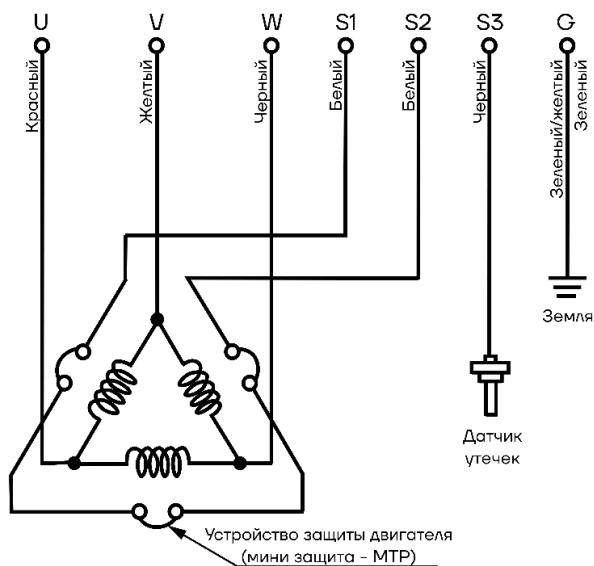 U V W S1 S2 S3 G
Красный
Желтый
Черный
Белый
Белый
Черный
Зеленый/желтый
Зеленый
Земля
Датчик
утечек
Устройство защиты двигателя
(мини защита - МТР)